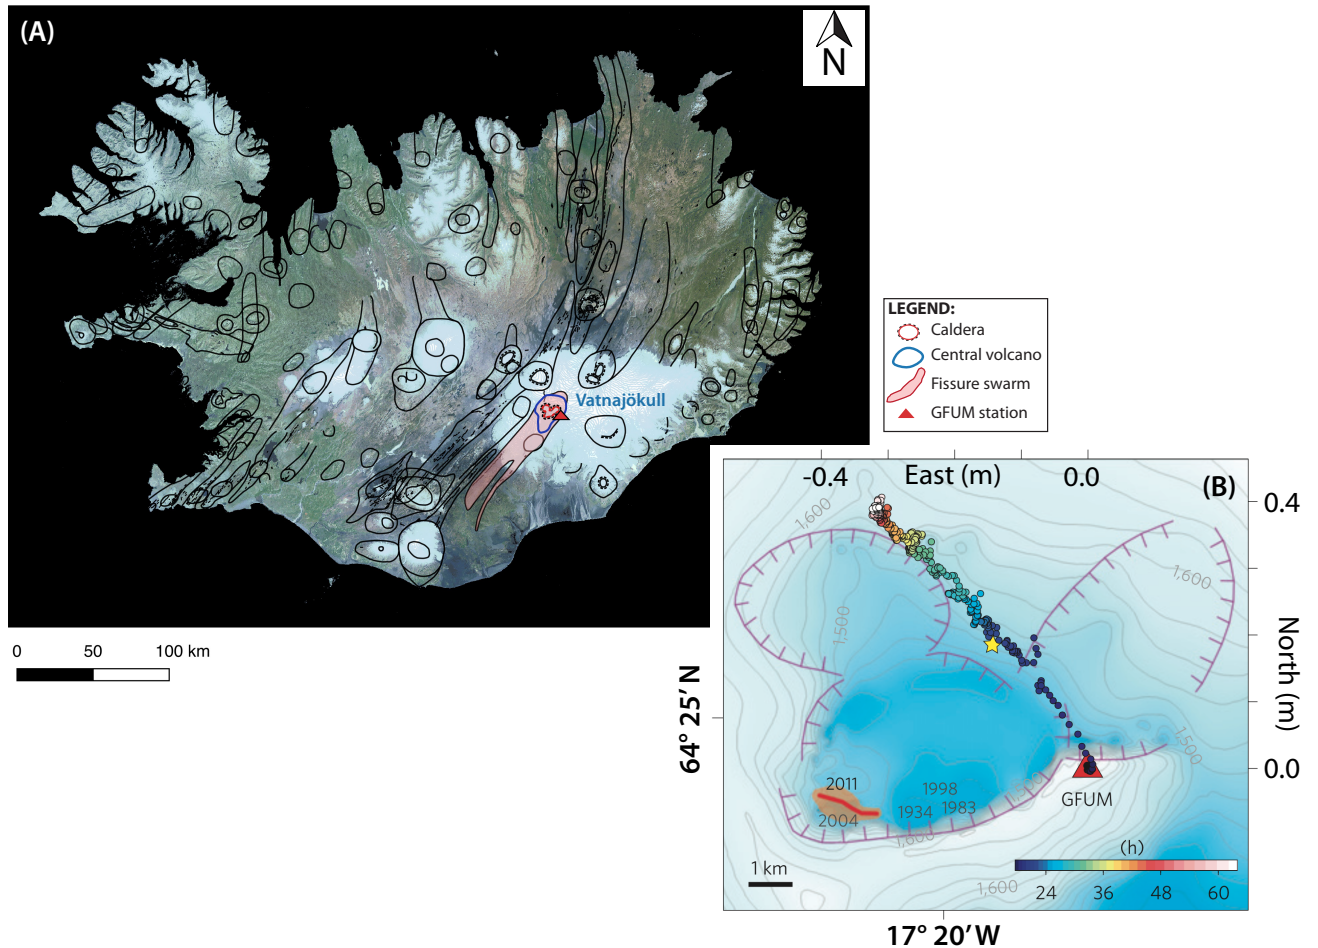 (A)
N
Vatnajökull
0 50 100 km
LEGEND:
Caldera
Central volcano
Fissure swarm
GFUM station
(B)
-0.4 East (m) 0.0
0.4
North (m)
0.0
1,600
1,600
1,500
1,500
64° 25′ N
2011
2004
1998
1934 1983
1,600
GFUM
1 km
1,600
(h)
24 36 48 60
17° 20′ W